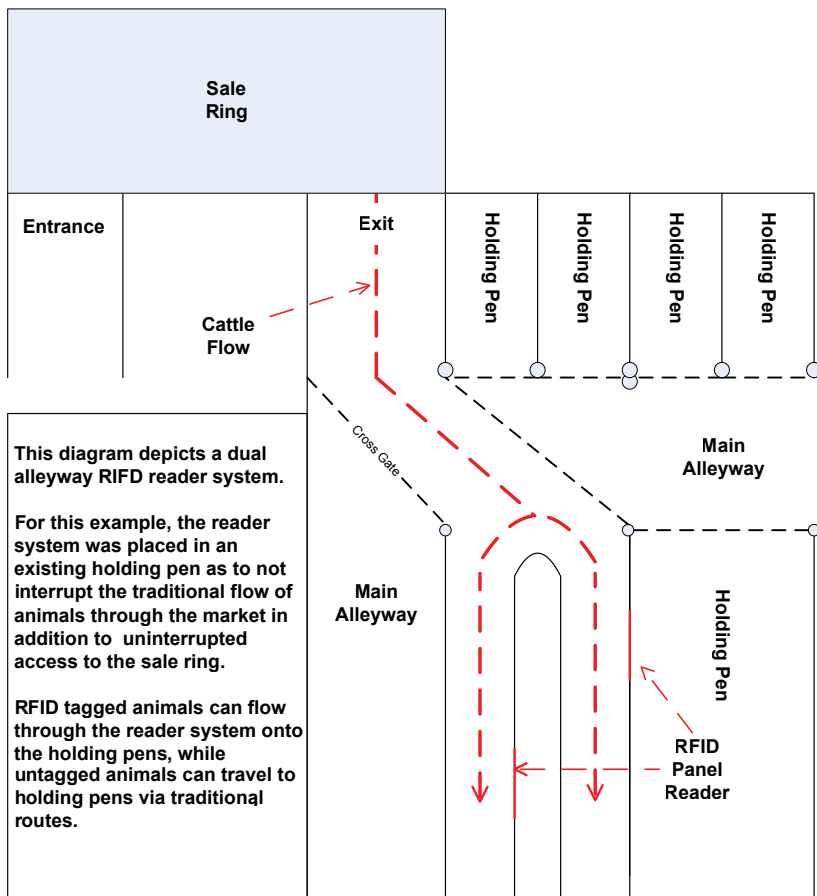 Sale
Ring
Entrance
Exit
Holding Pen
Holding Pen
Holding Pen
Holding Pen
Cattle
Flow
Cross Gate
Main
Alleyway
This diagram depicts a dual
alleyway RIFD reader system.
For this example, the reader
system was placed in an
existing holding pen as to not
interrupt the traditional flow of
animals through the market in
addition to uninterrupted
access to the sale ring.
RFID tagged animals can flow
through the reader system onto
the holding pens, while
untagged animals can travel to
holding pens via traditional
routes.
Main
Alleyway
Holding Pen
RFID
Panel
Reader